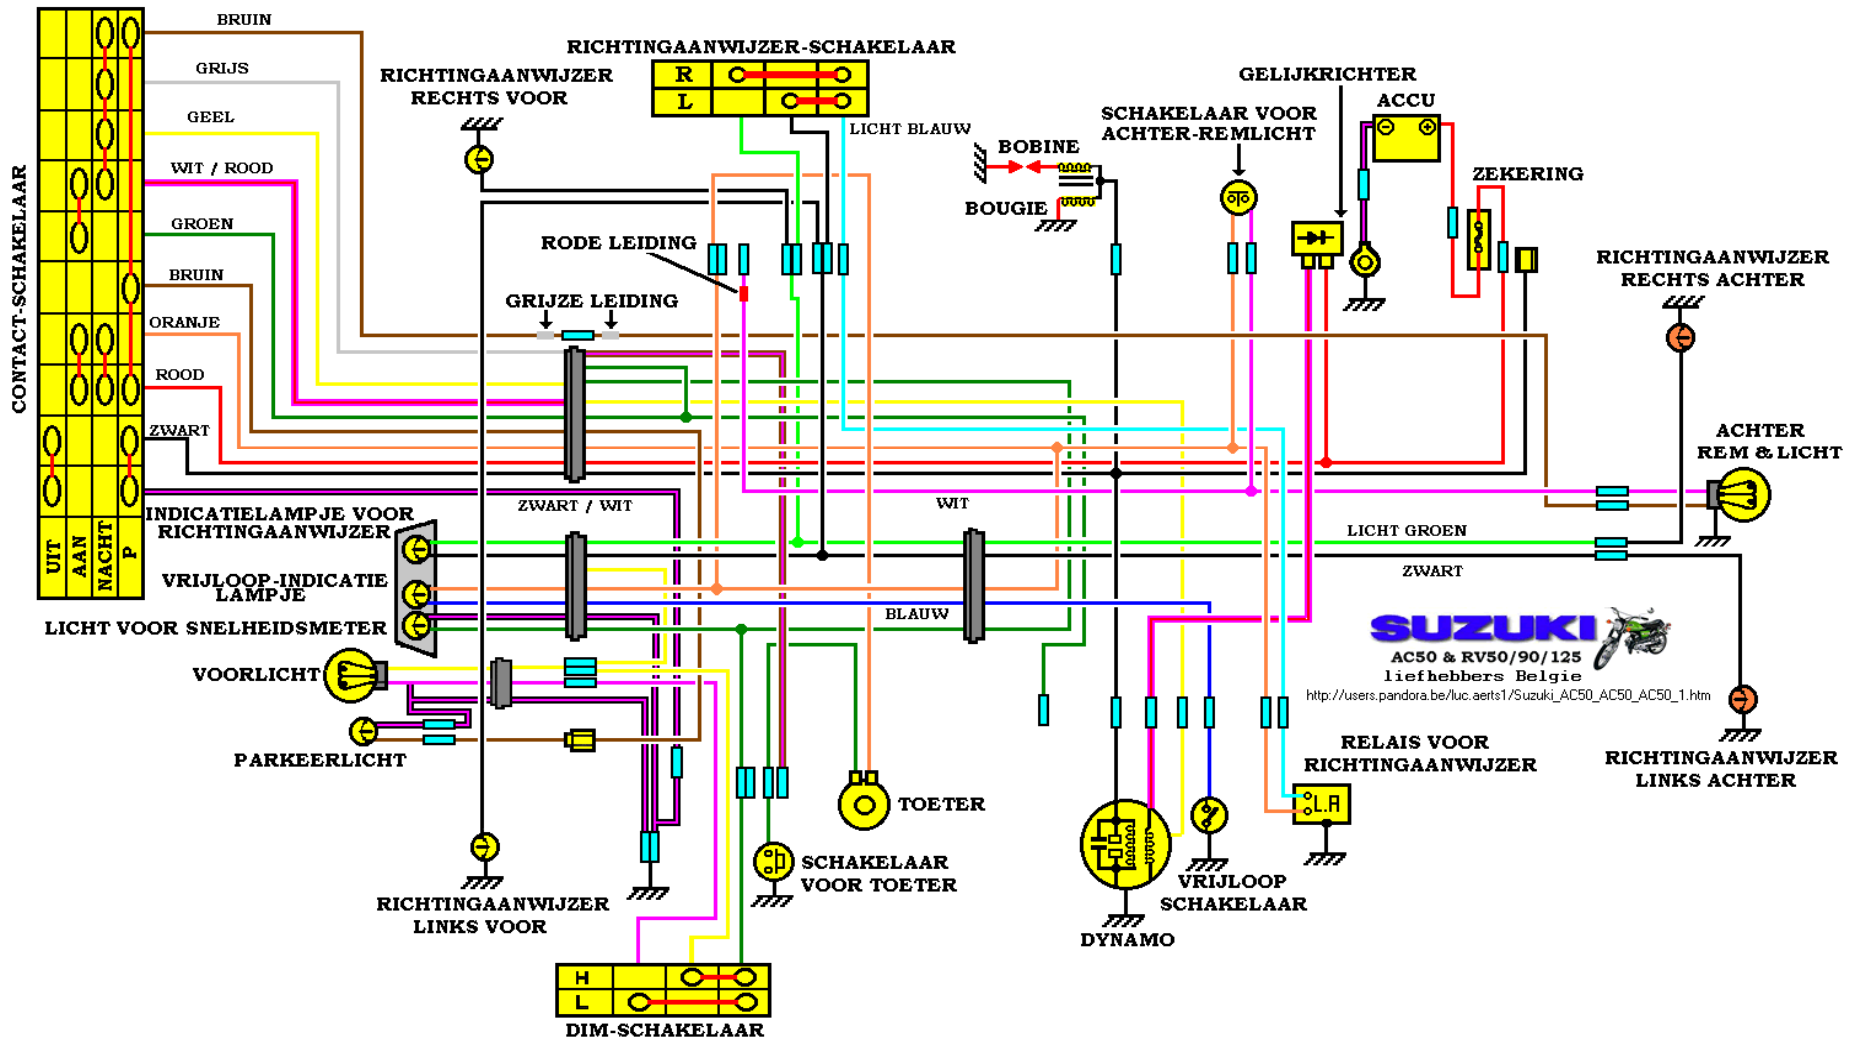 BRUIN
GRIJS
GEEL
WIT / ROOD
GROEN
BRUIN
ORANJE
ROOD
ZWART
CONTACT-SCHAKELAAR
UIT
AAN
NACHT
P
RICHTINGAANWIJZER
RECHTS VOOR
RICHTINGAANWIJZER-SCHAKELAAR
R
L
LICHT BLAUW
RODE LEIDING
GRIJZE LEIDING
BOBINE
BOUGIE
SCHAKELAAR VOOR
ACHTER-REMLICHT
GELIJKRICHTER
ACCU
ZEKERING
RICHTINGAANWIJZER
RECHTS ACHTER
ACHTER
REM & LICHT
ZWART / WIT
WIT
LICHT GROEN
ZWART
BLAUW
INDICATIELAMPJE VOOR
RICHTINGAANWIJZER
VRIJLOOP-INDICATIE
LAMPJE
LICHT VOOR SNELHEIDSMETER
VOORLICHT
PARKEERLICHT
SUZUKI
AC50 & RV50/90/125
liefhebbers Belgie
http://users.pandora.be/luc.aerts1/Suzuki_AC50_AC50_AC50_1.htm
RELAIS VOOR
RICHTINGAANWIJZER
L.A
RICHTINGAANWIJZER
LINKS ACHTER
TOETER
SCHAKELAAR
VOOR TOETER
VRIJLOOP
SCHAKELAAR
DYNAMO
RICHTINGAANWIJZER
LINKS VOOR
H
L
DIM-SCHAKELAAR